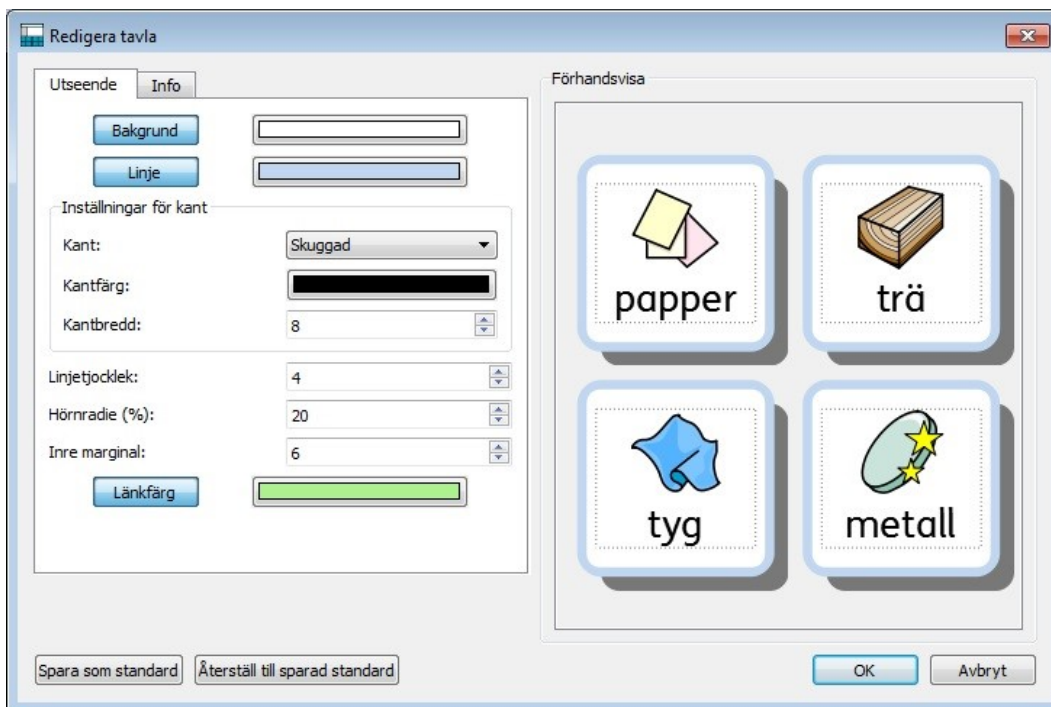 Redigera tavla
Utseende
Info
Bakgrund
Linje
Inställningar för kant
Kant:
Skuggad
Kantfärg:
Kantbredd:
8
Linjetjocklek:
4
Hörnradie (%):
20
Inre marginal:
6
Länkfärg
Förhandsvisa
papper
trä
tyg
metall
Spara som standard
Återställ till sparad standard
OK
Avbryt